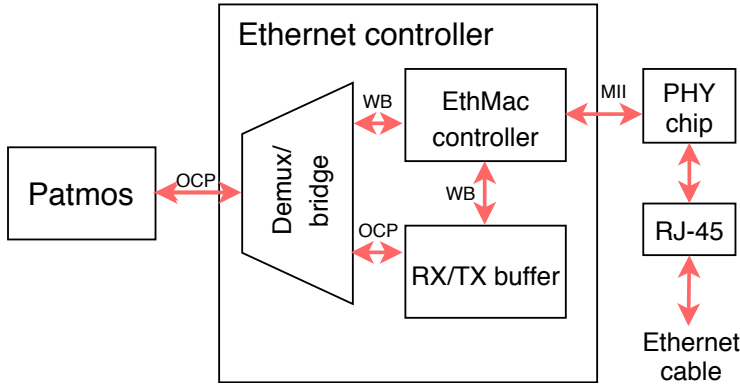 Ethernet controller
Patmos
OCP
Demux/
bridge
WB
EthMac
controller
WB
OCP
RX/TX buffer
MII
PHY
chip
RJ-45
Ethernet
cable